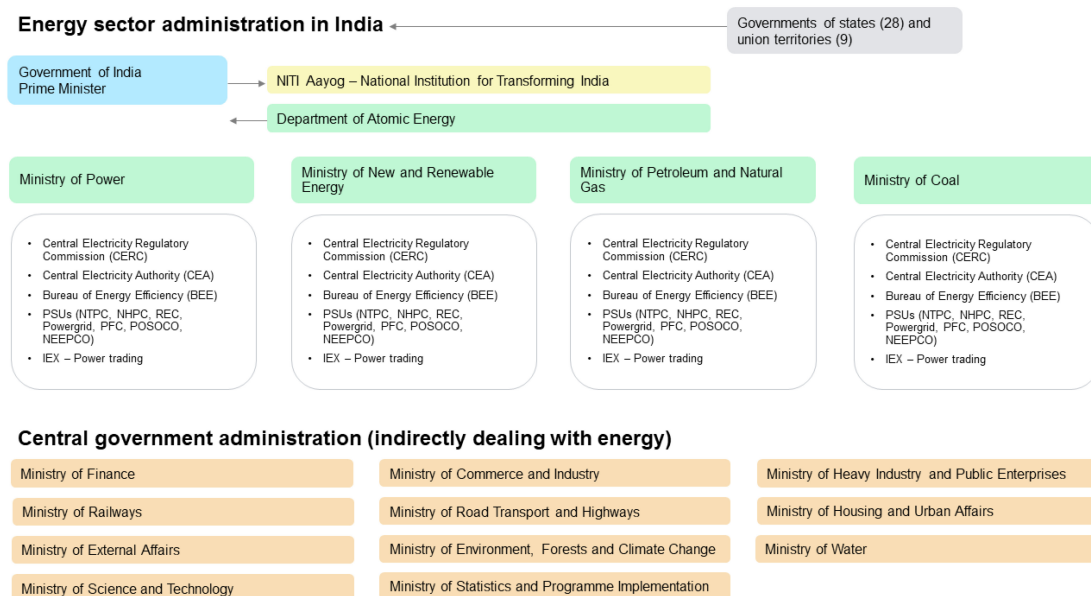 Energy sector administration in India
Governments of states (28) and
union territories (9)
Government of India
Prime Minister
NITI Aayog – National Institution for Transforming India
Department of Atomic Energy
Ministry of Power
Ministry of New and Renewable
Energy
Ministry of Petroleum and Natural
Gas
Ministry of Coal
• Central Electricity Regulatory
Commission (CERC)
• Central Electricity Authority (CEA)
• Bureau of Energy Efficiency (BEE)
• PSUs (NTPC, NHPC, REC,
Powergrid, PFC, POSOCO,
NEEPCO)
• IEX – Power trading
• Central Electricity Regulatory
Commission (CERC)
• Central Electricity Authority (CEA)
• Bureau of Energy Efficiency (BEE)
• PSUs (NTPC, NHPC, REC,
Powergrid, PFC, POSOCO,
NEEPCO)
• IEX – Power trading
• Central Electricity Regulatory
Commission (CERC)
• Central Electricity Authority (CEA)
• Bureau of Energy Efficiency (BEE)
• PSUs (NTPC, NHPC, REC,
Powergrid, PFC, POSOCO,
NEEPCO)
• IEX – Power trading
• Central Electricity Regulatory
Commission (CERC)
• Central Electricity Authority (CEA)
• Bureau of Energy Efficiency (BEE)
• PSUs (NTPC, NHPC, REC,
Powergrid, PFC, POSOCO,
NEEPCO)
• IEX – Power trading
Central government administration (indirectly dealing with energy)
Ministry of Finance
Ministry of Commerce and Industry
Ministry of Heavy Industry and Public Enterprises
Ministry of Railways
Ministry of Road Transport and Highways
Ministry of Housing and Urban Affairs
Ministry of External Affairs
Ministry of Environment, Forests and Climate Change
Ministry of Water
Ministry of Science and Technology
Ministry of Statistics and Programme Implementation